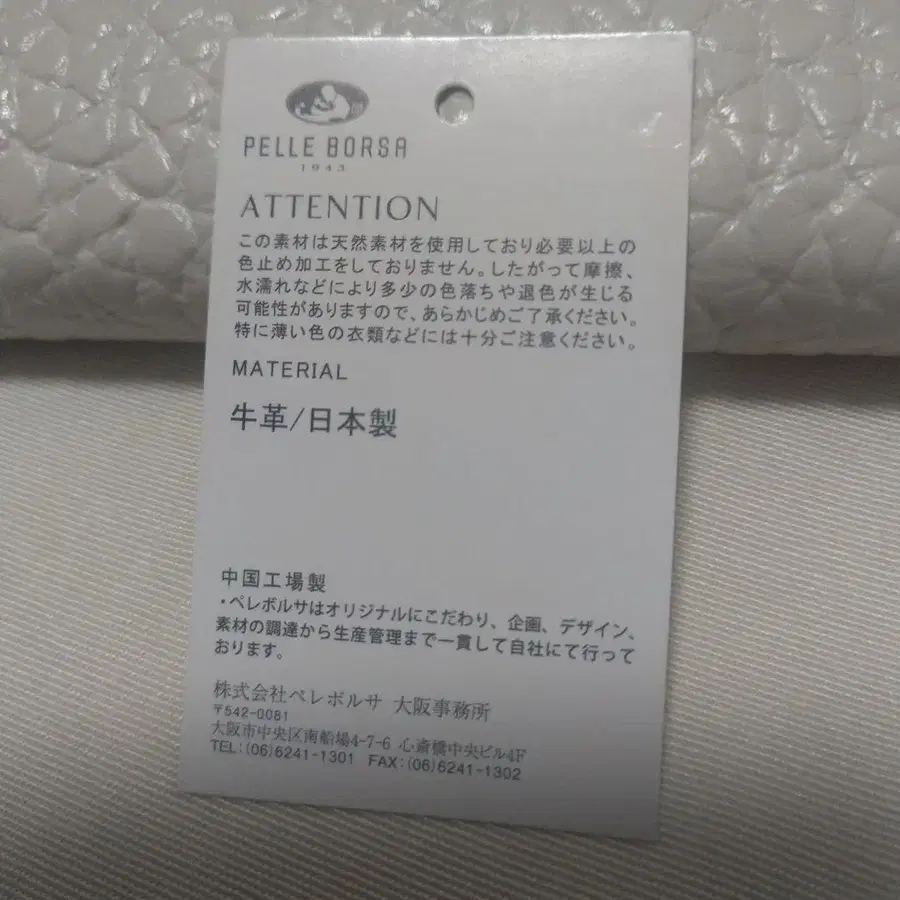 PELLE BORSA
1943
ATTENTION
この素材は天然素材を使用しており必要以上の
色止め加工をしておりません。したがって摩擦、
水濡れなどにより多少の色落ちや退色が生じる
可能性がありますので、あらかじめご了承ください。
特に薄い色の衣類などには十分ご注意ください。
MATERIAL
牛革/日本製
中国工場製
・ペレボルサはオリジナルにこだわり、企画、デザイン、
素材の調達から生産管理まで一貫して自社にて行って
おります。
株式会社ペレボルサ 大阪事務所
〒542-0081
大阪市中央区南船場4-7-6 心斎橋中央ビル4F
TEL:(06)6241-1301 FAX:(06)6241-1302